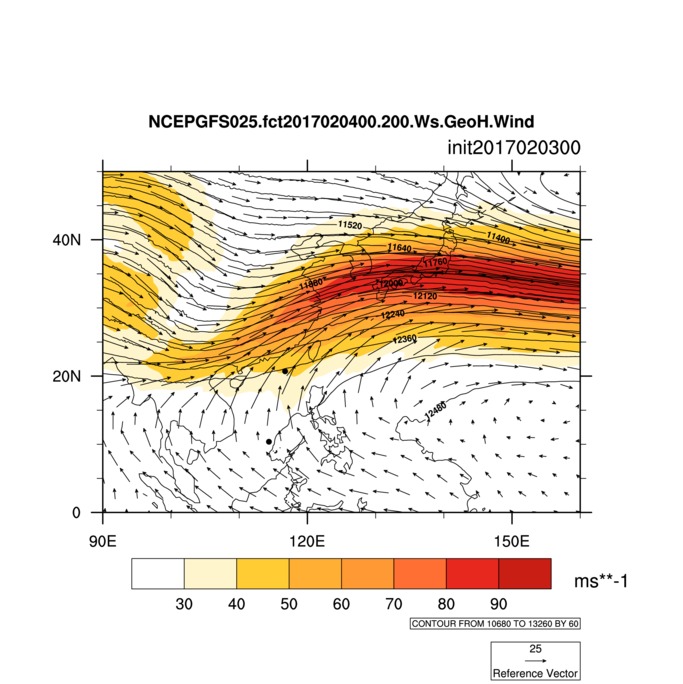 NCEPGFS025.fct2017020400.200.Ws.GeoH.Wind
init2017020300
40N
20N
0
11520
11400
11640
11760
11880
12000
12120
12240
12360
12480
90E 120E 150E
ms**-1
30 40 50 60 70 80 90
CONTOUR FROM 10680 TO 13260 BY 60
25
Reference Vector